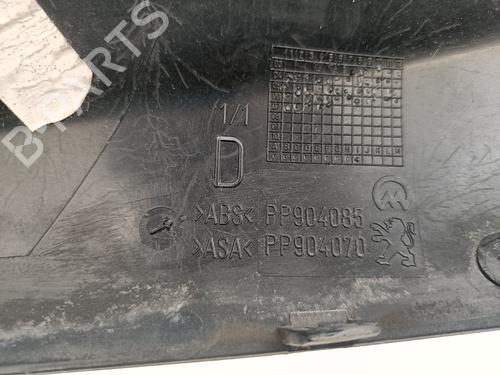 B-PARTS
1/1
D
>ABS< PP904085
>ASA< PP904070